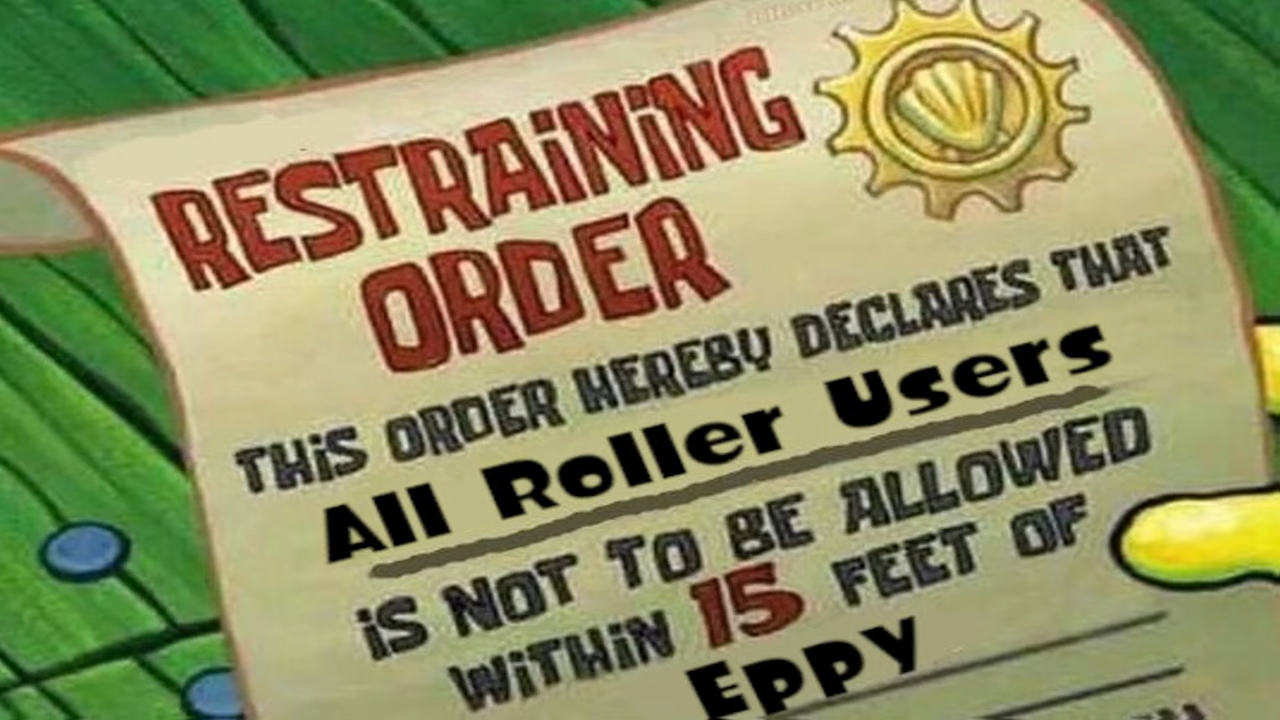 RESTRAINING
ORDER
THIS ORDER HEREBY DECLARES THAT
All Roller Users
IS NOT TO BE ALLOWED
WITHIN 15 FEET OF
Eppy